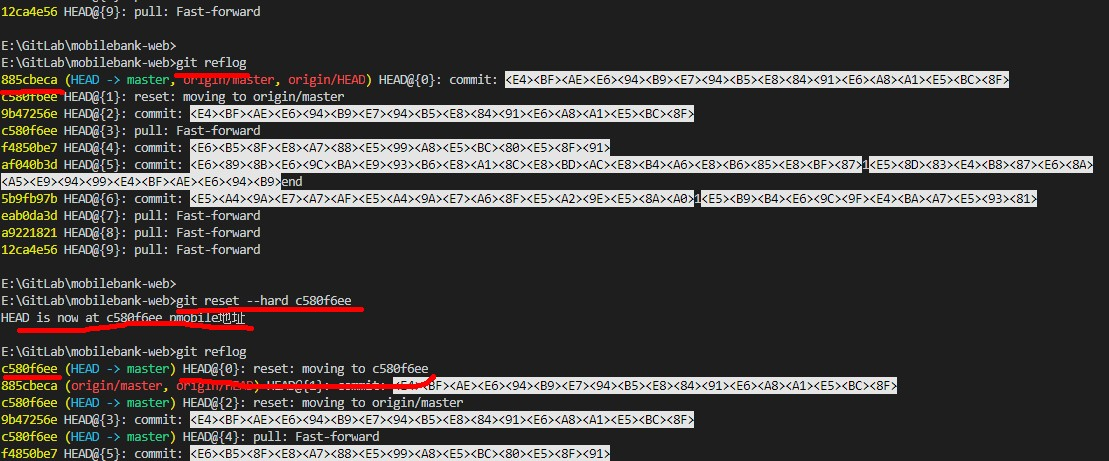 12ca4e56 HEAD@{9}: pull: Fast-forward
E:\GitLab\mobilebank-web>
E:\GitLab\mobilebank-web>git reflog
885cbeca (HEAD -> master, origin/master, origin/HEAD) HEAD@{0}: commit: <E4><BF><AE><E6><94><B9><E7><94><B5><E8><84><91><E6><A8><A1><E5><BC><8F>
c580f6ee HEAD@{1}: reset: moving to origin/master
9b47256e HEAD@{2}: commit: <E4><BF><AE><E6><94><B9><E7><94><B5><E8><84><91><E6><A8><A1><E5><BC><8F>
c580f6ee HEAD@{3}: pull: Fast-forward
f4850be7 HEAD@{4}: commit: <E6><B5><8F><E8><A7><88><E5><99><A8><E5><BC><80><E5><8F><91>
af040b3d HEAD@{5}: commit: <E6><89><8B><E6><9C><BA><E9><93><B6><E8><A1><8C><E8><BD><AC><E8><B4><A6><E8><B6><85><E8><BF><87>1<E5><8D><83><E4><B8><87><E6><8A>
<A5><E9><94><99><E4><BF><AE><E6><94><B9>end
5b9fb97b HEAD@{6}: commit: <E5><A4><9A><E7><A7><AF><E5><A4><9A><E7><A6><8F><E5><A2><9E><E5><8A><A0>1<E5><B9><B4><E6><9C><9F><E4><BA><A7><E5><93><81>
eab0da3d HEAD@{7}: pull: Fast-forward
a9221821 HEAD@{8}: pull: Fast-forward
12ca4e56 HEAD@{9}: pull: Fast-forward
E:\GitLab\mobilebank-web>
E:\GitLab\mobilebank-web>git reset --hard c580f6ee
HEAD is now at c580f6ee pmobile地址
E:\GitLab\mobilebank-web>git reflog
c580f6ee (HEAD -> master) HEAD@{0}: reset: moving to c580f6ee
885cbeca (origin/master, origin/HEAD) HEAD@{1}: commit: <E4><BF><AE><E6><94><B9><E7><94><B5><E8><84><91><E6><A8><A1><E5><BC><8F>
c580f6ee (HEAD -> master) HEAD@{2}: reset: moving to origin/master
9b47256e HEAD@{3}: commit: <E4><BF><AE><E6><94><B9><E7><94><B5><E8><84><91><E6><A8><A1><E5><BC><8F>
c580f6ee (HEAD -> master) HEAD@{4}: pull: Fast-forward
f4850be7 HEAD@{5}: commit: <E6><B5><8F><E8><A7><88><E5><99><A8><E5><BC><80><E5><8F><91>